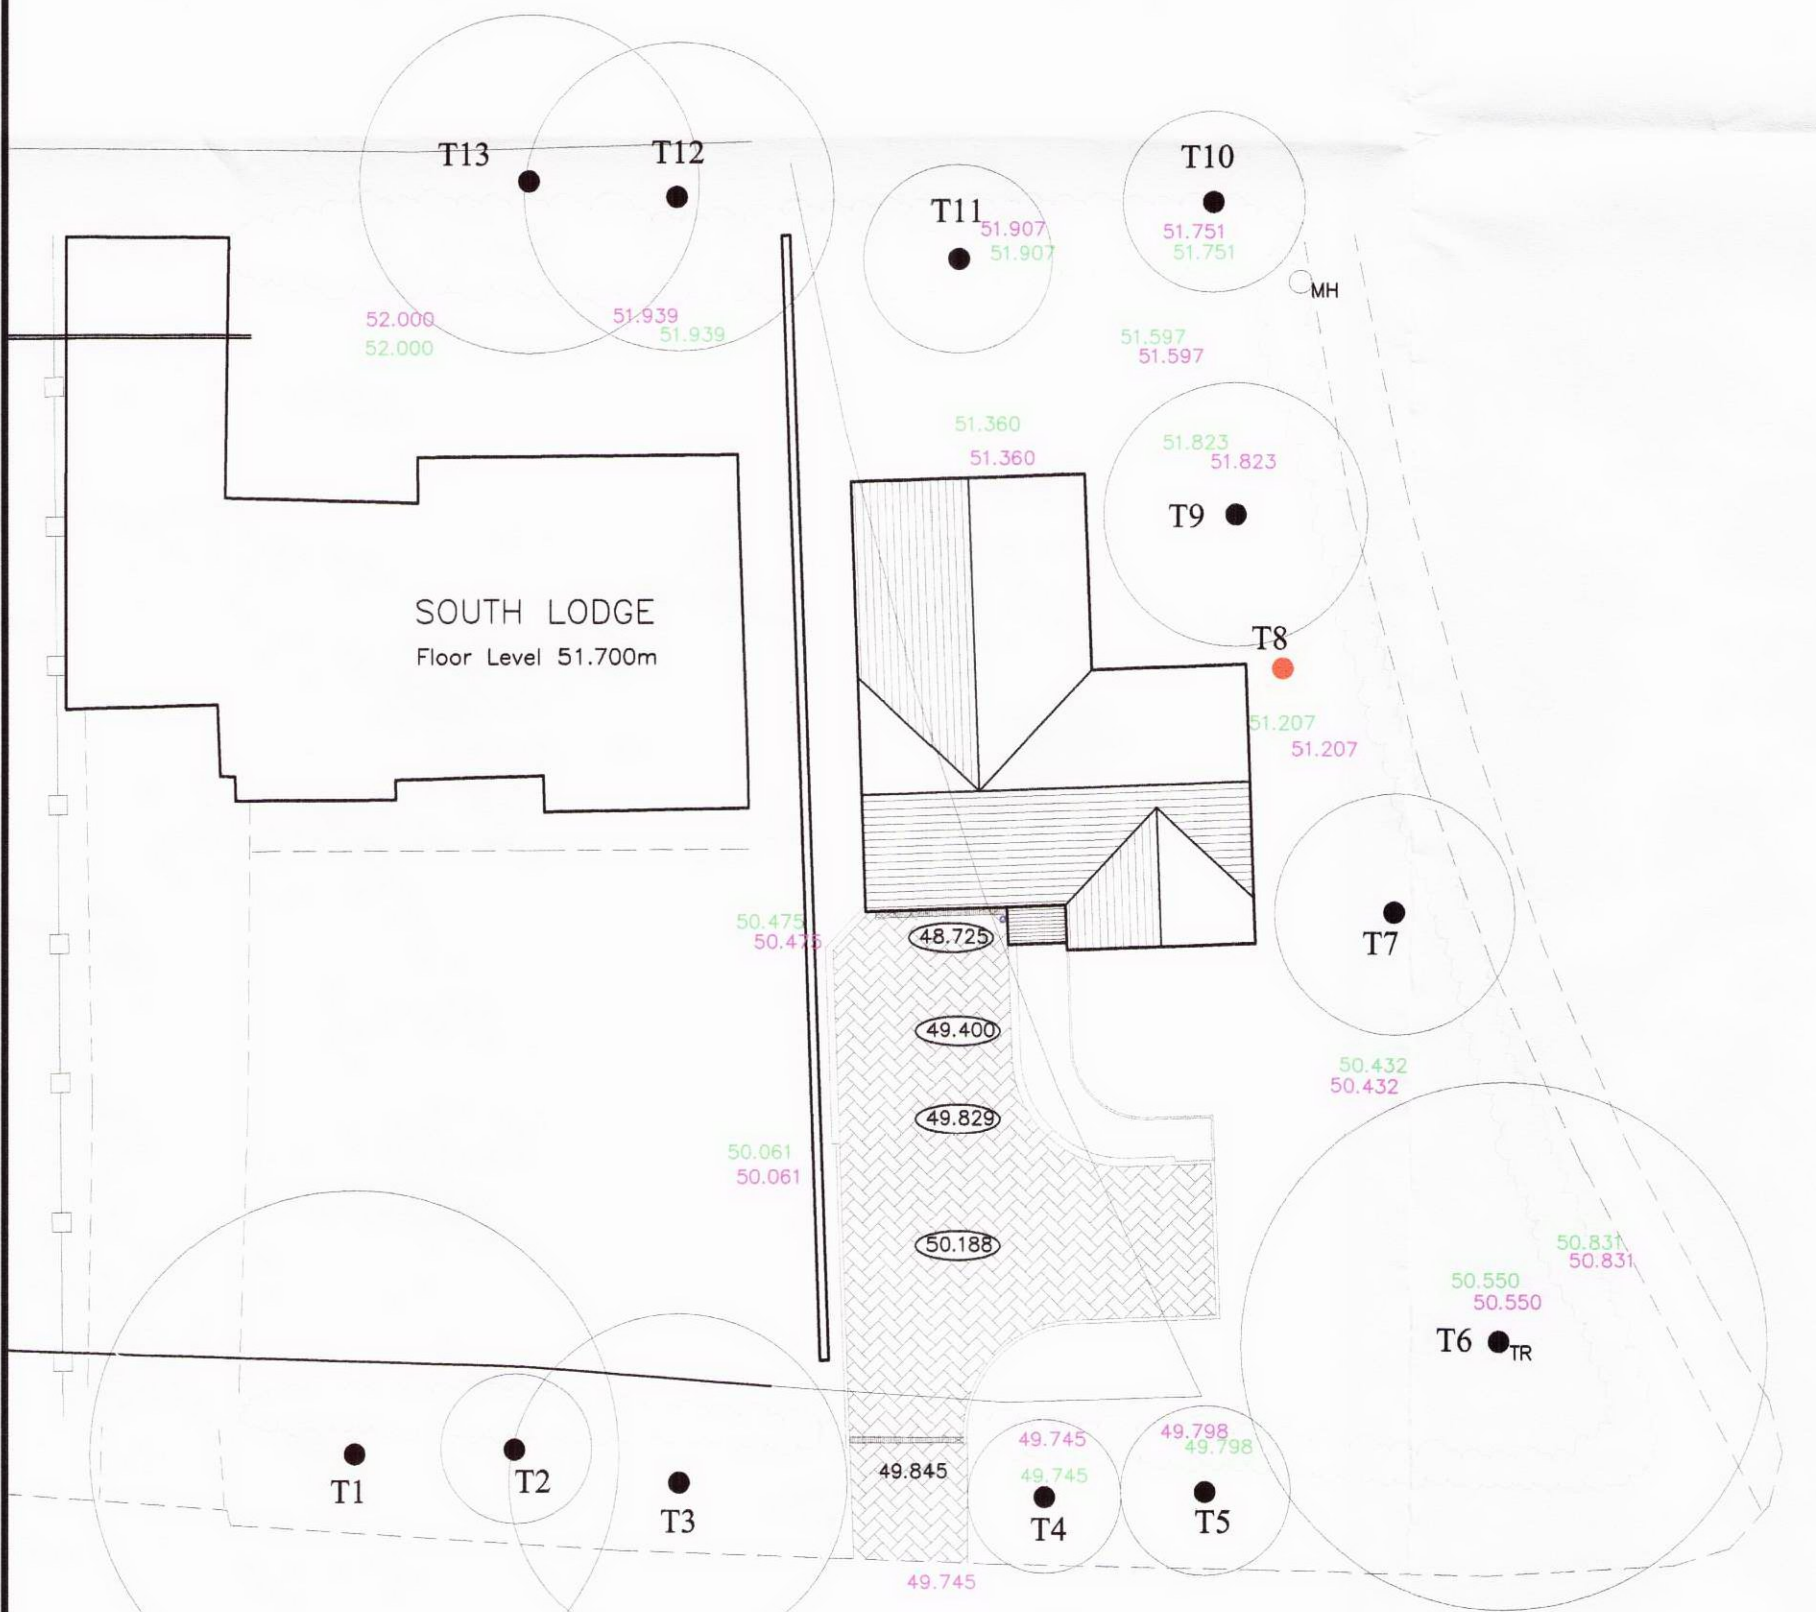 T13
T12
T10
T11
51.907
51.907
51.751
51.751
MH
52.000
52.000
51.939
51.939
51.597
51.597
51.360
51.360
51.823
51.823
T9
SOUTH LODGE
Floor Level 51.700m
T8
51.207
51.207
50.475
50.475
48.725
T7
49.400
50.432
50.432
49.829
50.061
50.061
50.188
50.831
50.831
50.550
50.550
T6
TR
49.745
49.745
49.798
49.798
49.845
T1
T2
T3
T4
T5
49.745